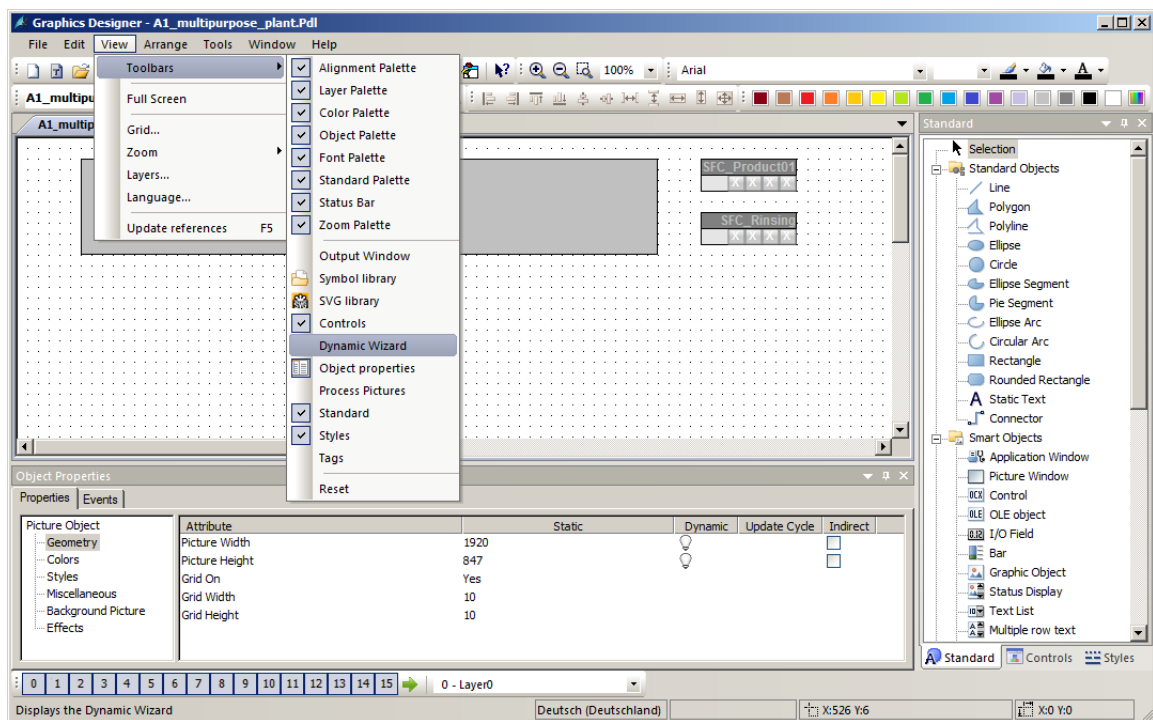 Graphics Designer - A1_multipurpose_plant.Pdl
File Edit View Arrange Tools Window Help
100% Arial
A1_multipu
A1_multip
Toolbars
Full Screen
Grid...
Zoom
Layers...
Language...
Update references F5
Alignment Palette
Layer Palette
Color Palette
Object Palette
Font Palette
Standard Palette
Status Bar
Zoom Palette
Output Window
Symbol library
SVG library
Controls
Dynamic Wizard
Object properties
Process Pictures
Standard
Styles
Tags
Reset
SFC_Product01
X X X X
SFC_Rinsing
X X X X
Standard
Selection
Standard Objects
Line
Polygon
Polyline
Ellipse
Circle
Ellipse Segment
Pie Segment
Ellipse Arc
Circular Arc
Rectangle
Rounded Rectangle
A Static Text
Connector
Smart Objects
Application Window
Picture Window
OCX Control
OLE OLE object
0.12 I/O Field
Bar
Graphic Object
Status Display
Text List
Multiple row text
Standard Controls Styles
Object Properties
Properties Events
Picture Object
Geometry
Colors
Styles
Miscellaneous
Background Picture
Effects
Attribute Static Dynamic Update Cycle Indirect
Picture Width 1920
Picture Height 847
Grid On Yes
Grid Width 10
Grid Height 10
0 1 2 3 4 5 6 7 8 9 10 11 12 13 14 15 0 - Layer0
Displays the Dynamic Wizard Deutsch (Deutschland) X:526 Y:6 X:0 Y:0